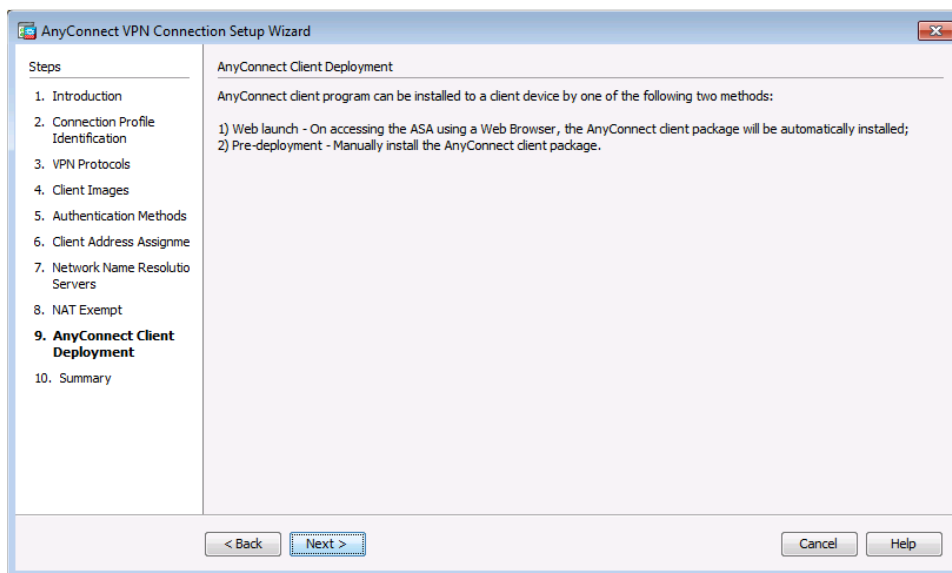 AnyConnect VPN Connection Setup Wizard
Steps
1. Introduction
2. Connection Profile
Identification
3. VPN Protocols
4. Client Images
5. Authentication Methods
6. Client Address Assignme
7. Network Name Resolutio
Servers
8. NAT Exempt
9. AnyConnect Client
Deployment
10. Summary
AnyConnect Client Deployment
AnyConnect client program can be installed to a client device by one of the following two methods:
1) Web launch - On accessing the ASA using a Web Browser, the AnyConnect client package will be automatically installed;
2) Pre-deployment - Manually install the AnyConnect client package.
< Back
Next >
Cancel
Help